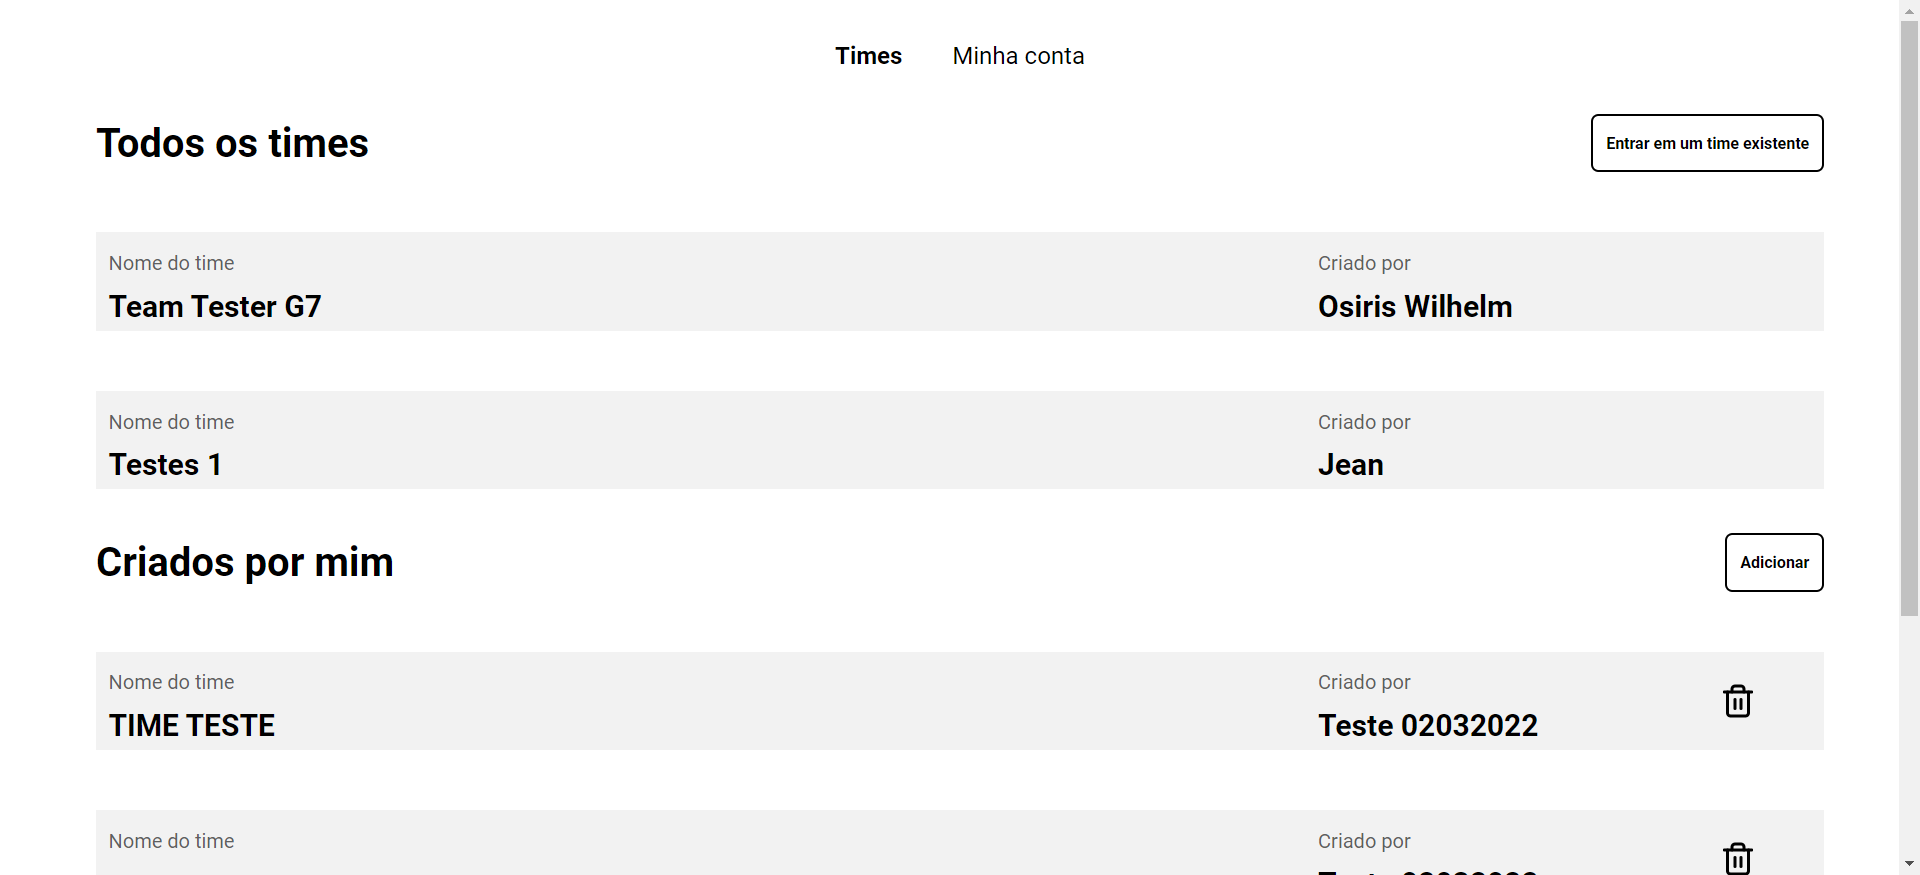 Times Minha conta
Todos os times
Entrar em um time existente
Nome do time Criado por
Team Tester G7 Osiris Wilhelm
Nome do time Criado por
Testes 1 Jean
Criados por mim
Adicionar
Nome do time Criado por
TIME TESTE Teste 02032022
Nome do time Criado por